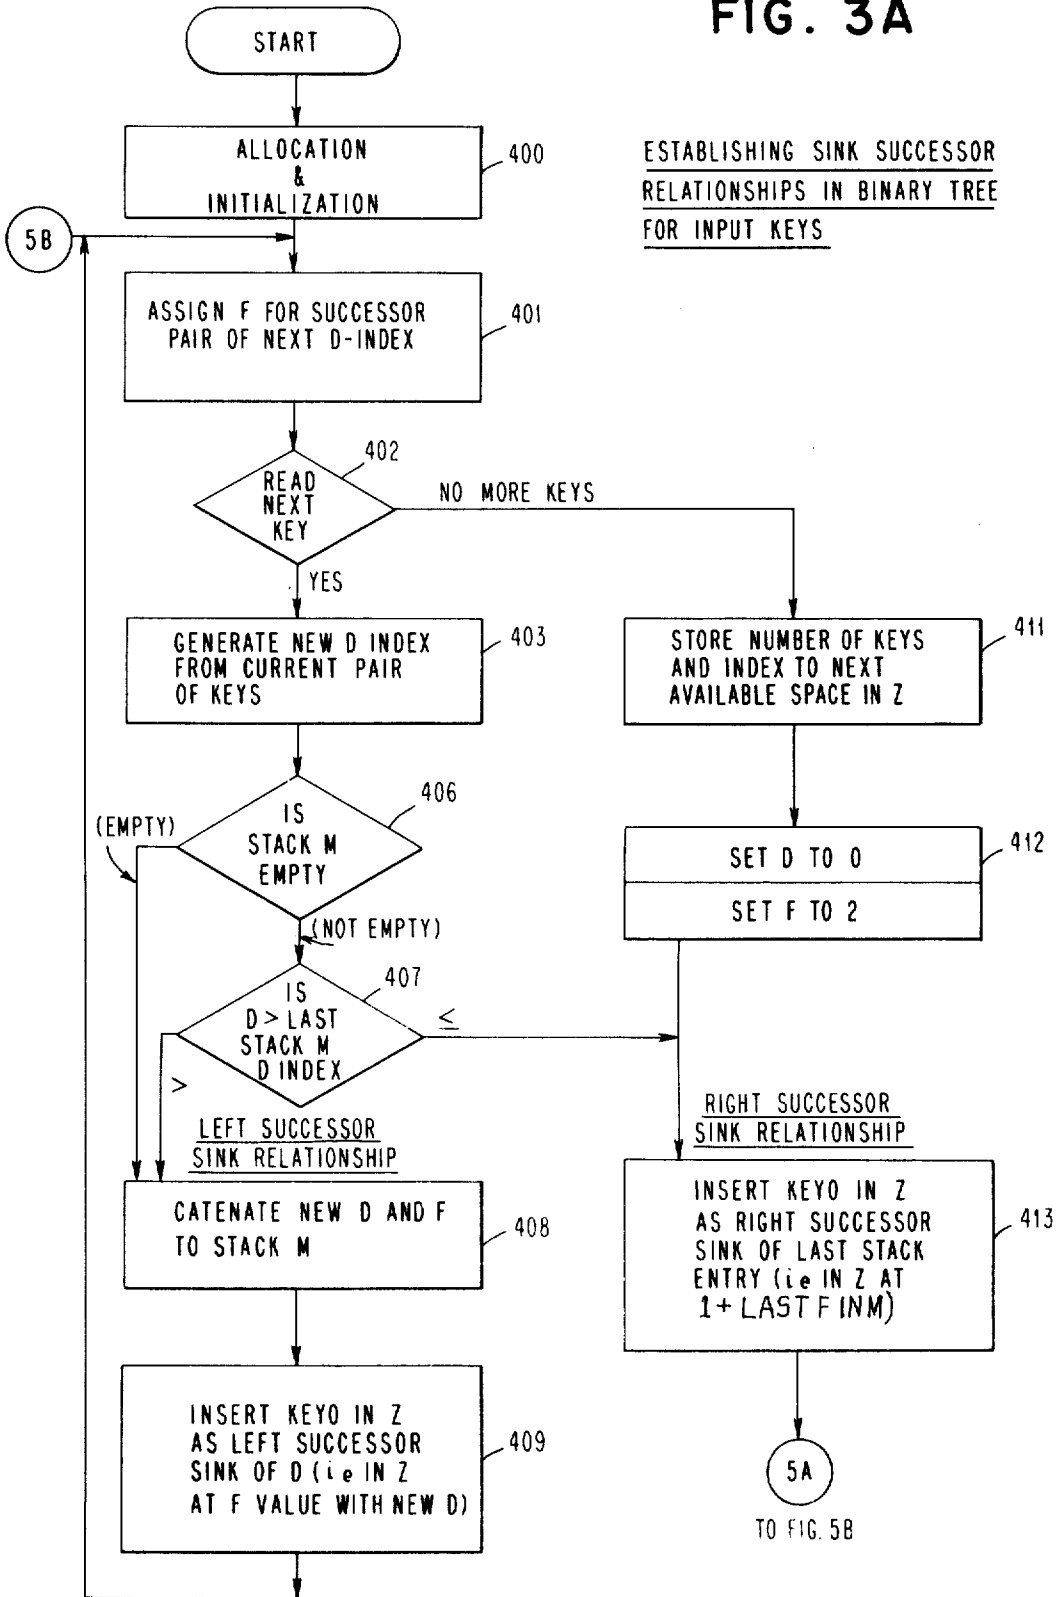 FIG. 3A
START
ALLOCATION
&
INITIALIZATION
400
ESTABLISHING SINK SUCCESSOR
RELATIONSHIPS IN BINARY TREE
FOR INPUT KEYS
5B
ASSIGN F FOR SUCCESSOR
PAIR OF NEXT D-INDEX
401
READ
NEXT
KEY
402
NO MORE KEYS
YES
GENERATE NEW D INDEX
FROM CURRENT PAIR
OF KEYS
403
STORE NUMBER OF KEYS
AND INDEX TO NEXT
AVAILABLE SPACE IN Z
411
IS
STACK M
EMPTY
406
(EMPTY)
(NOT EMPTY)
SET D TO 0
SET F TO 2
412
IS
D > LAST
STACK M
D INDEX
407
≤
>
LEFT SUCCESSOR
SINK RELATIONSHIP
RIGHT SUCCESSOR
SINK RELATIONSHIP
CATENATE NEW D AND F
TO STACK M
408
INSERT KEYO IN Z
AS RIGHT SUCCESSOR
SINK OF LAST STACK
ENTRY (ie IN Z AT
1+ LAST F INM)
413
INSERT KEYO IN Z
AS LEFT SUCCESSOR
SINK OF D (ie IN Z
AT F VALUE WITH NEW D)
409
5A
TO FIG. 5B